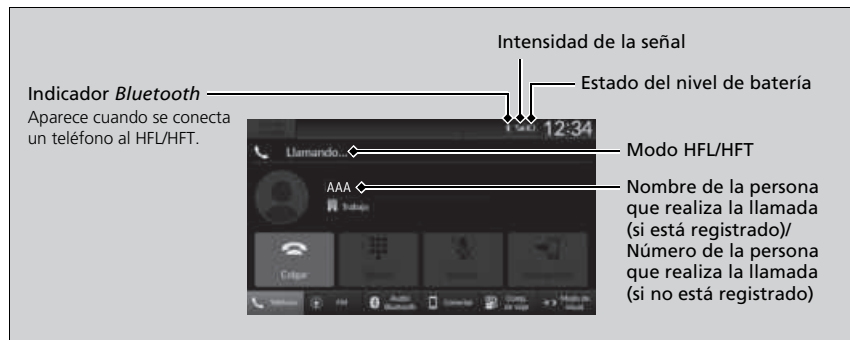 Intensidad de la señal
Estado del nivel de batería
Indicador Bluetooth
Aparece cuando se conecta
un teléfono al HFL/HFT.
12:34
Llamando...
Modo HFL/HFT
AAA
Trabajo
Nombre de la persona
que realiza la llamada
(si está registrado)/
Número de la persona
que realiza la llamada
(si no está registrado)
Colgar
Teléfono
FM
Audio
Bluetooth
Conectar